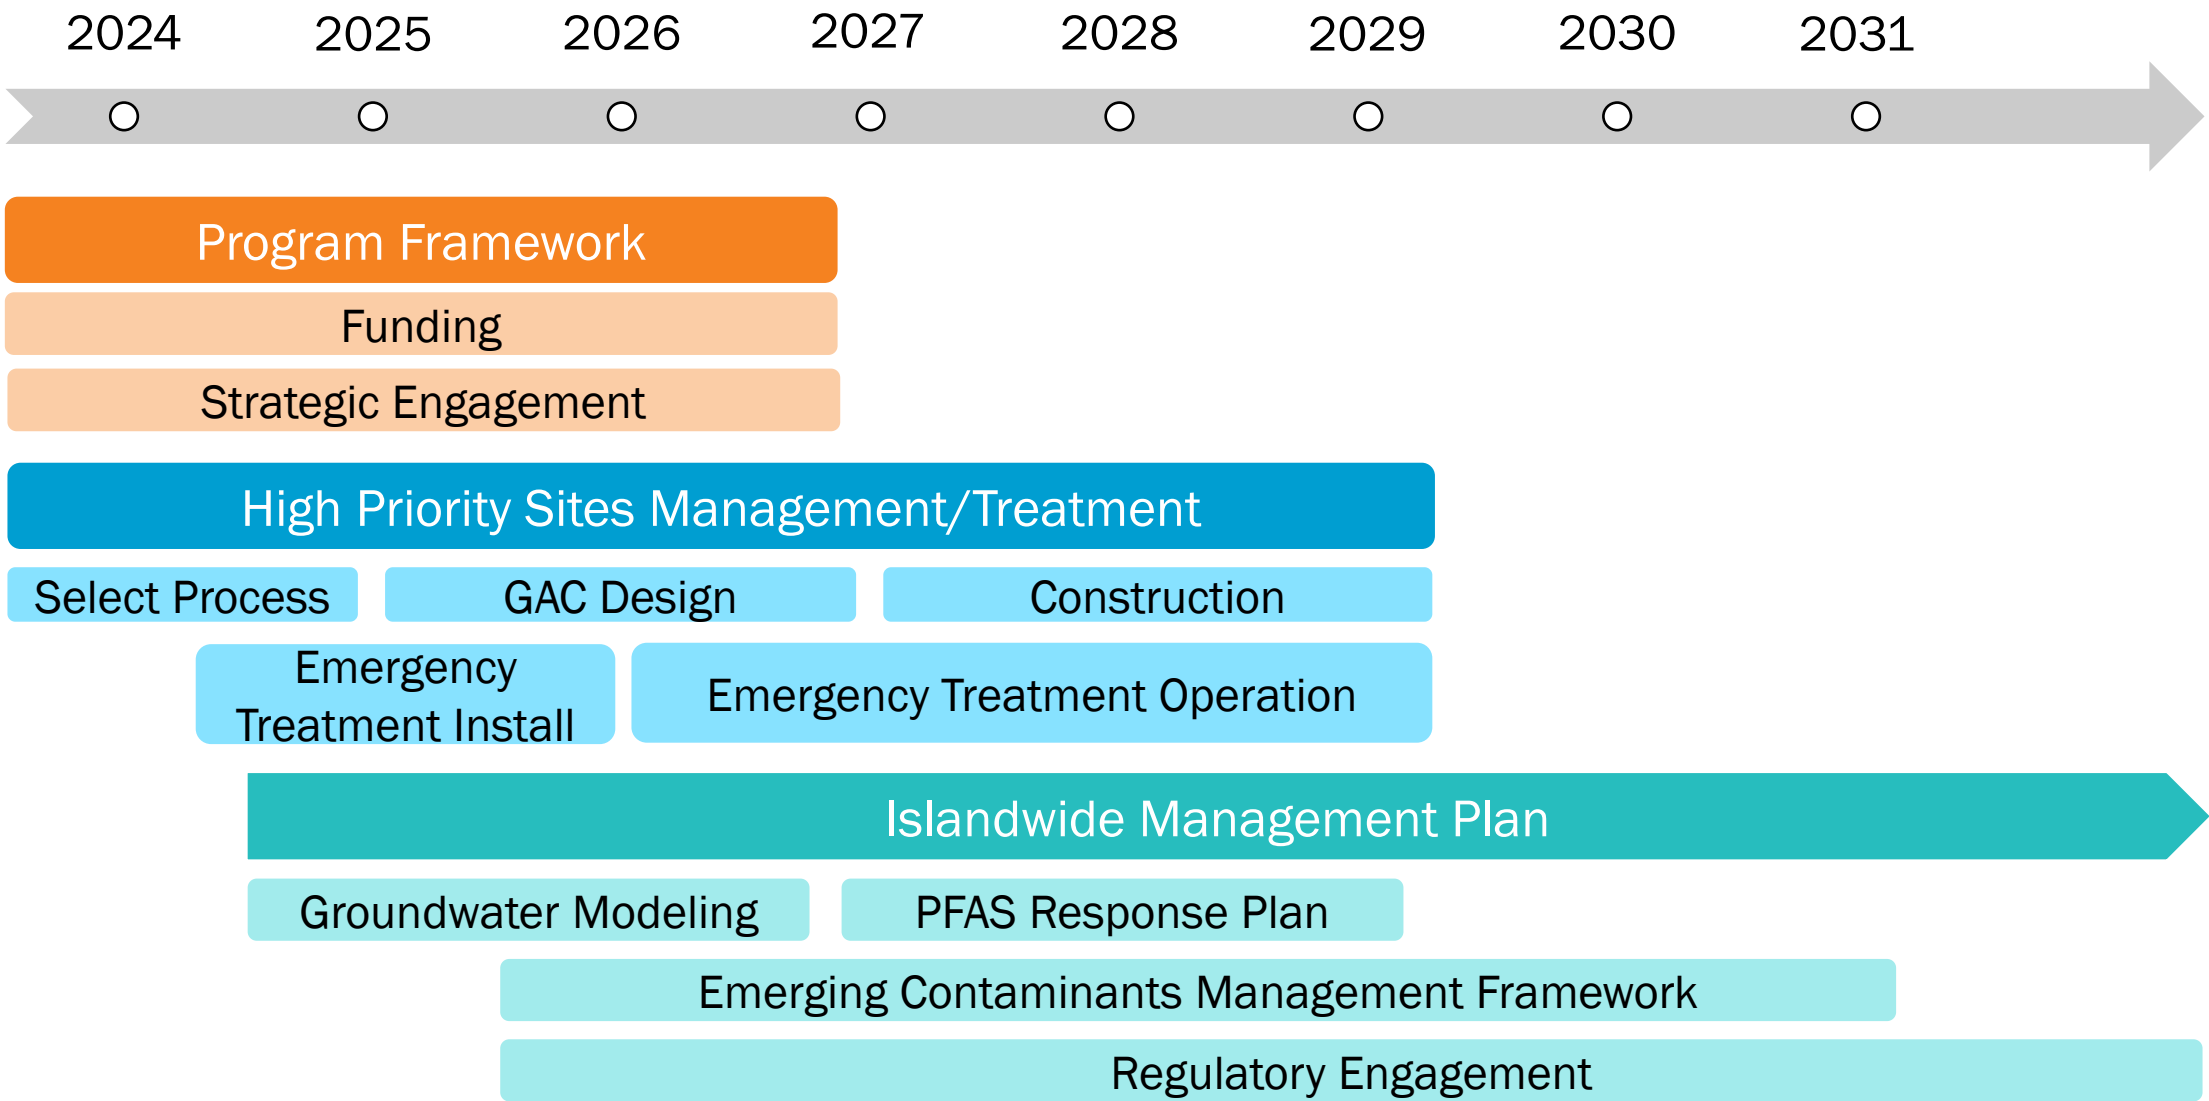 2024 2025 2026 2027 2028 2029 2030 2031
Program Framework
Funding
Strategic Engagement
High Priority Sites Management/Treatment
Select Process GAC Design Construction
Emergency
Treatment Install
Emergency Treatment Operation
Islandwide Management Plan
Groundwater Modeling PFAS Response Plan
Emerging Contaminants Management Framework
Regulatory Engagement